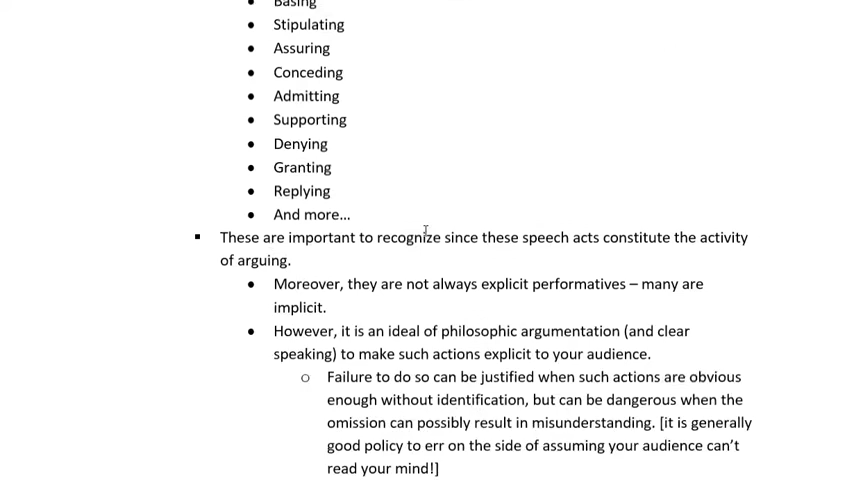 Basing
• Stipulating
• Assuring
• Conceding
• Admitting
• Supporting
• Denying
• Granting
• Replying
• And more…
▪ These are important to recognize since these speech acts constitute the activity
of arguing.
• Moreover, they are not always explicit performatives – many are
implicit.
• However, it is an ideal of philosophic argumentation (and clear
speaking) to make such actions explicit to your audience.
o Failure to do so can be justified when such actions are obvious
enough without identification, but can be dangerous when the
omission can possibly result in misunderstanding. [it is generally
good policy to err on the side of assuming your audience can’t
read your mind!]